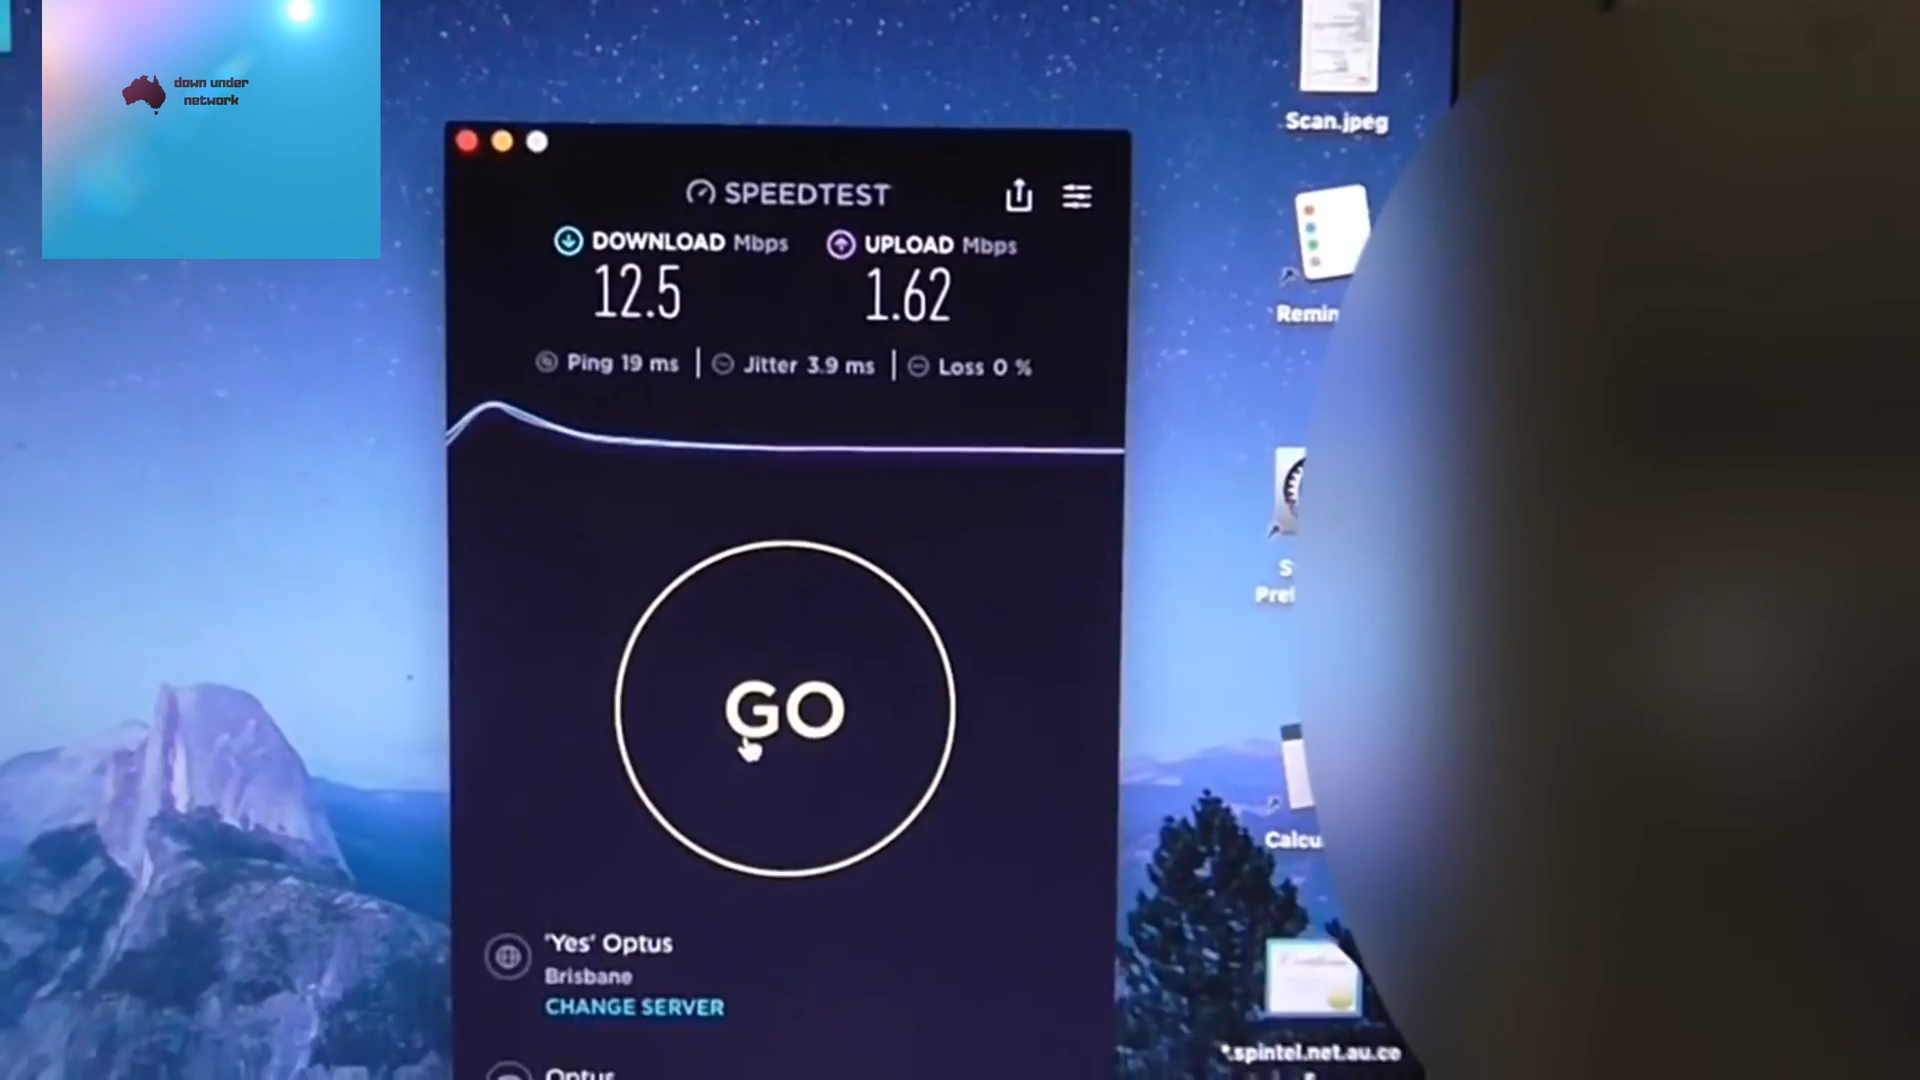 down under
network
Scan.jpeg
SPEEDTEST
DOWNLOAD Mbps
UPLOAD Mbps
12.5
1.62
Ping 19 ms
Jitter 3.9 ms
Loss 0 %
Remin
GO
S
Pref
Calcu
'Yes' Optus
Brisbane
CHANGE SERVER
*.spintel.net.au.ce
Optus